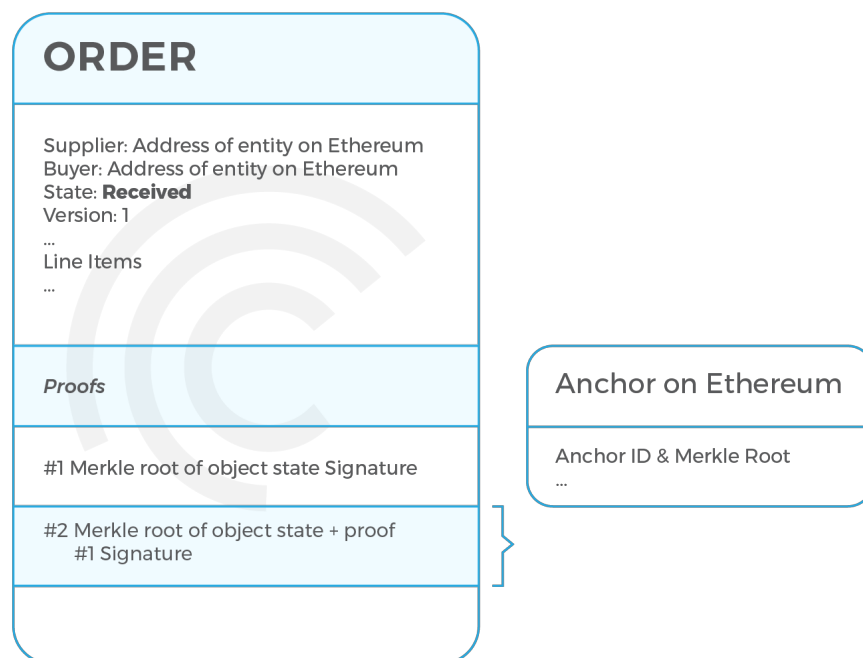 ORDER
Supplier: Address of entity on Ethereum
Buyer: Address of entity on Ethereum
State: Received
Version: 1
...
Line Items
...
Proofs
#1 Merkle root of object state Signature
#2 Merkle root of object state + proof
#1 Signature
Anchor on Ethereum
Anchor ID & Merkle Root
...